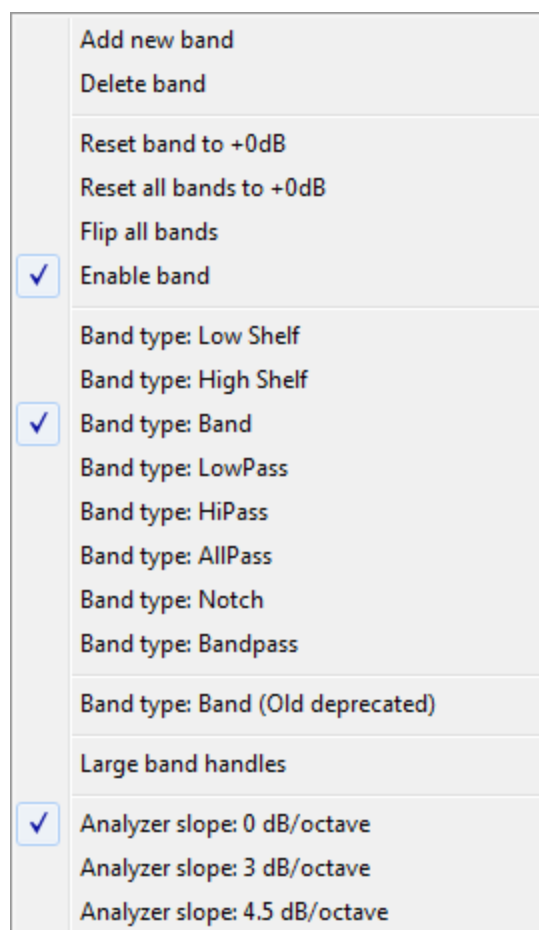 Add new band
Delete band
Reset band to +0dB
Reset all bands to +0dB
Flip all bands
Enable band
Band type: Low Shelf
Band type: High Shelf
Band type: Band
Band type: LowPass
Band type: HiPass
Band type: AllPass
Band type: Notch
Band type: Bandpass
Band type: Band (Old deprecated)
Large band handles
Analyzer slope: 0 dB/octave
Analyzer slope: 3 dB/octave
Analyzer slope: 4.5 dB/octave